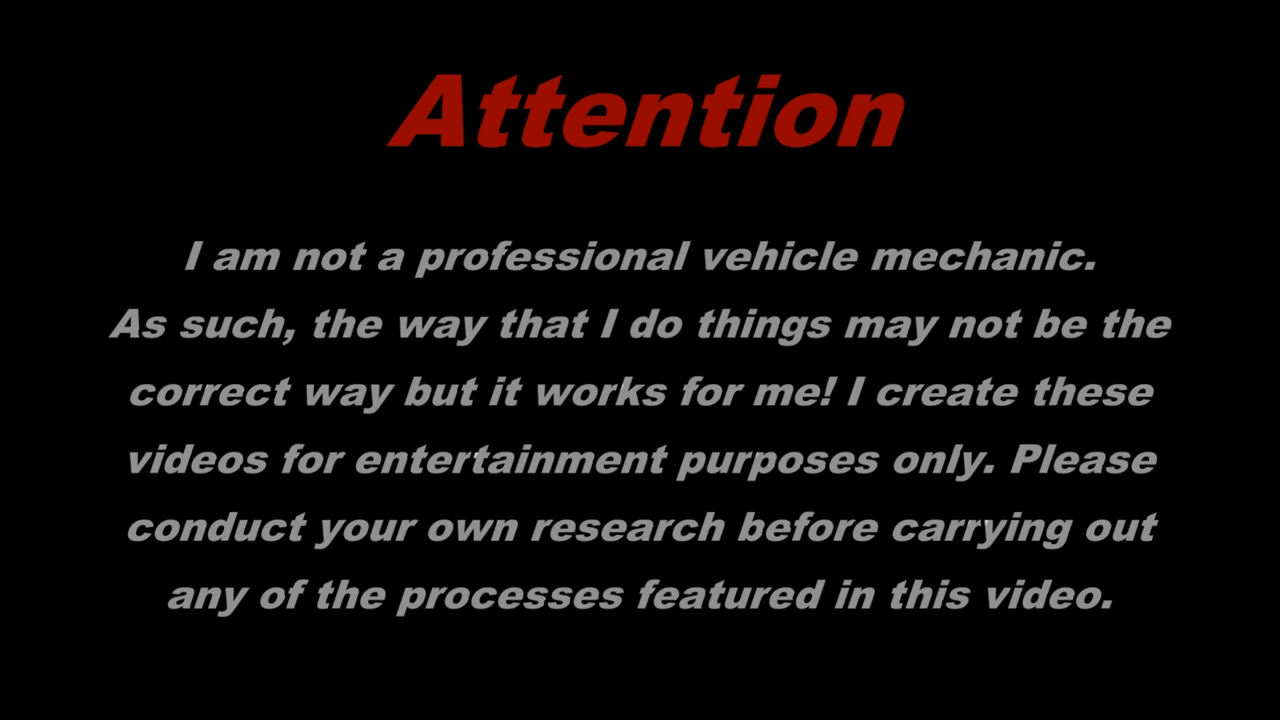 Attention
I am not a professional vehicle mechanic.
As such, the way that I do things may not be the
correct way but it works for me! I create these
videos for entertainment purposes only. Please
conduct your own research before carrying out
any of the processes featured in this video.